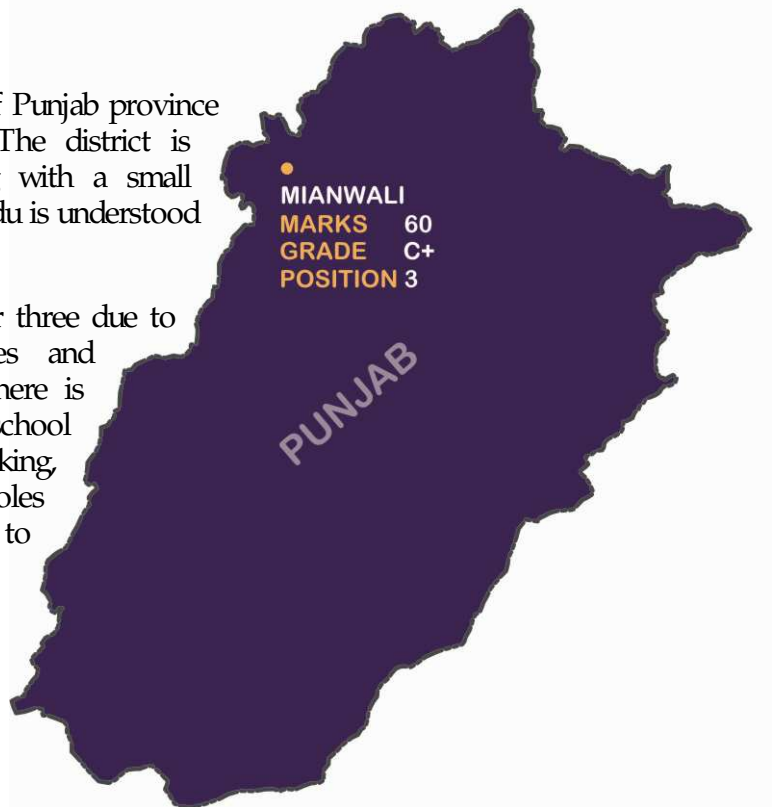 Punjab province
The district is
with a small
du is understood
three due to
es and
here is
school
king,
oles
to
MIANWALI
MARKS 60
GRADE C+
POSITION 3
PUNJAB